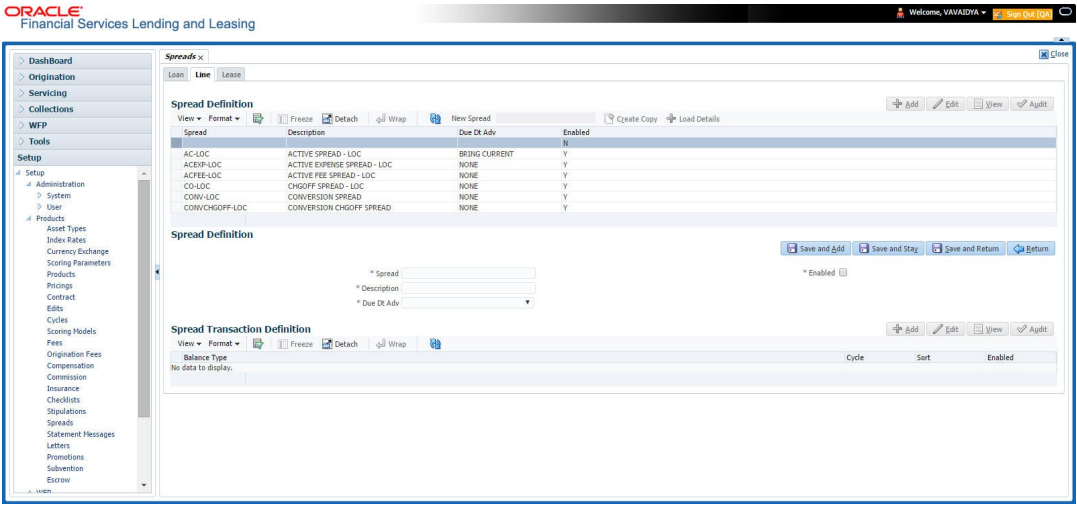 ORACLE
Financial Services Lending and Leasing
Welcome, VAVAIDYA
Sign Out [QA]
Close
DashBoard
Origination
Servicing
Collections
WFP
Tools
Setup
Setup
Administration
System
User
Products
Asset Types
Index Rates
Currency Exchange
Scoring Parameters
Products
Pricings
Contract
Edits
Cycles
Scoring Models
Fees
Origination Fees
Compensation
Commission
Insurance
Checklists
Stipulations
Spreads
Statement Messages
Letters
Promotions
Subvention
Escrow
WFP
Spreads x
Loan Line Lease
Spread Definition
Add Edit View Audit
View Format Freeze Detach Wrap New Spread Create Copy Load Details
Spread Description Due Dt Adv Enabled
N
AC-LOC ACTIVE SPREAD - LOC BRING CURRENT Y
ACEXP-LOC ACTIVE EXPENSE SPREAD - LOC NONE Y
ACFEE-LOC ACTIVE FEE SPREAD - LOC NONE Y
CO-LOC CHGOFF SPREAD - LOC NONE Y
CONV-LOC CONVERSION SPREAD NONE Y
CONVCHGOFF-LOC CONVERSION CHGOFF SPREAD NONE Y
Spread Definition
Save and Add Save and Stay Save and Return Return
* Spread * Enabled
* Description
* Due Dt Adv
Spread Transaction Definition
Add Edit View Audit
View Format Freeze Detach Wrap
Balance Type Cycle Sort Enabled
No data to display.